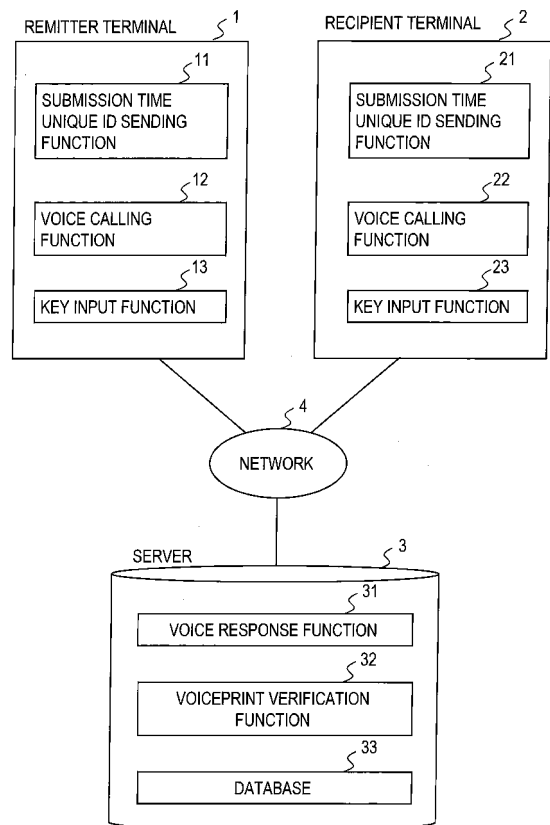 REMITTER TERMINAL
1
11
SUBMISSION TIME
UNIQUE ID SENDING
FUNCTION
12
VOICE CALLING
FUNCTION
13
KEY INPUT FUNCTION
RECIPIENT TERMINAL
2
21
SUBMISSION TIME
UNIQUE ID SENDING
FUNCTION
22
VOICE CALLING
FUNCTION
23
KEY INPUT FUNCTION
4
NETWORK
SERVER
3
31
VOICE RESPONSE FUNCTION
32
VOICEPRINT VERIFICATION
FUNCTION
33
DATABASE